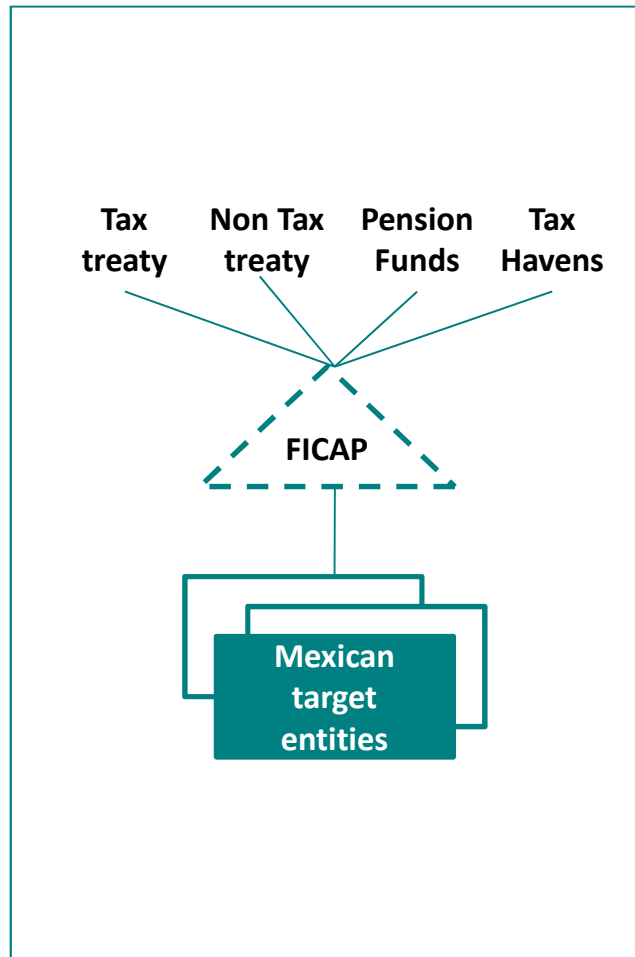 Tax
treaty
Non Tax
treaty
Pension
Funds
Tax
Havens
FICAP
Mexican
target
entities